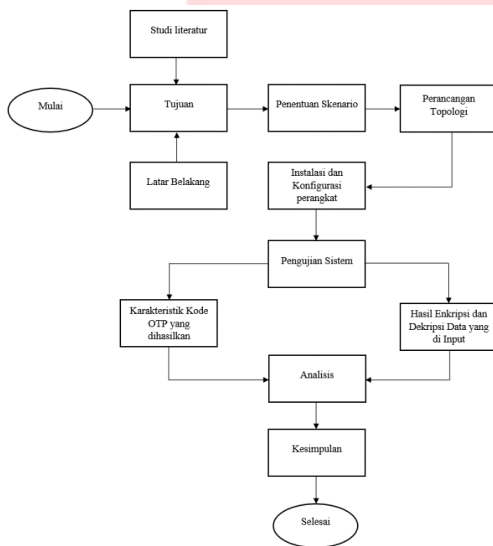 Studi literatur
Mulai
Tujuan
Penentuan Skenario
Perancangan
Topologi
Latar Belakang
Instalasi dan
Konfigurasi
perangkat
Pengujian Sistem
Karakteristik Kode
OTP yang
dihasilkan
Hasil Enkripsi dan
Dekripsi Data yang
di Input
Analisis
Kesimpulan
Selesai